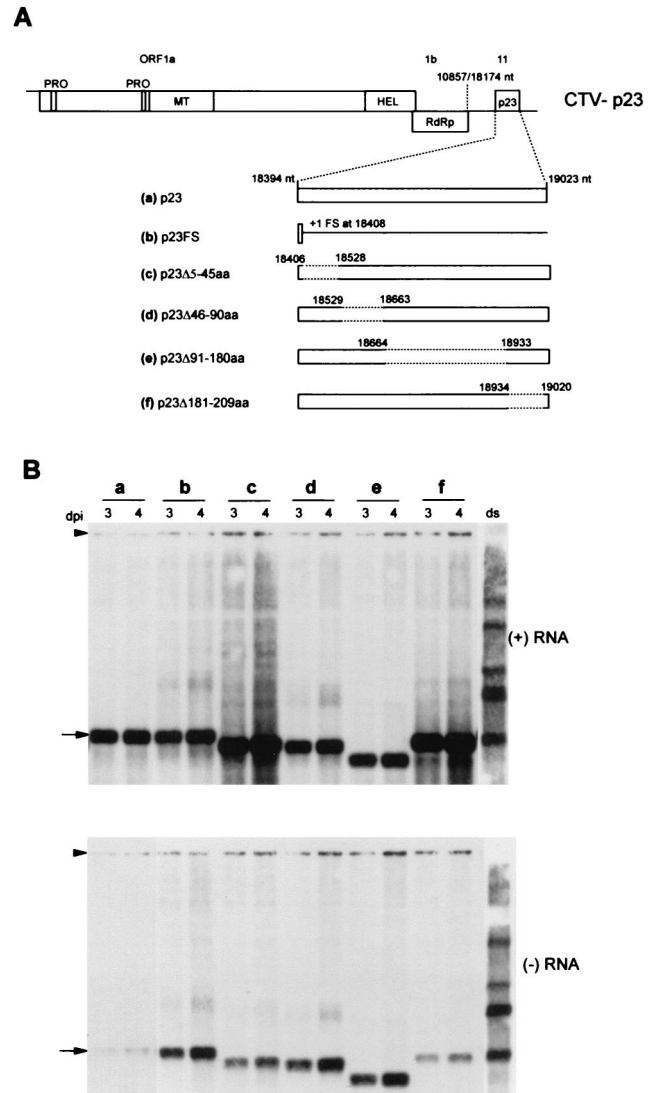 A
ORF1a 1b 11
PRO PRO 10857/18174 nt
MT HEL p23 CTV- p23
RdRp
18394 nt 19023 nt
(a) p23
(b) p23FS +1 FS at 18408
18406 18528
(c) p23Δ5-45aa
18529 18663
(d) p23Δ46-90aa
18664 18933
(e) p23Δ91-180aa
18934 19020
(f) p23Δ181-209aa
B
a b c d e f
dpi 3 4 3 4 3 4 3 4 3 4 3 4 ds
(+) RNA
(-) RNA